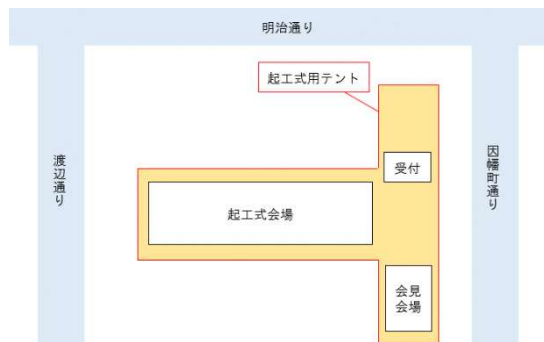 明治通り
起工式用テント
渡辺通り
因幡町通り
受付
起工式会場
会見
会場